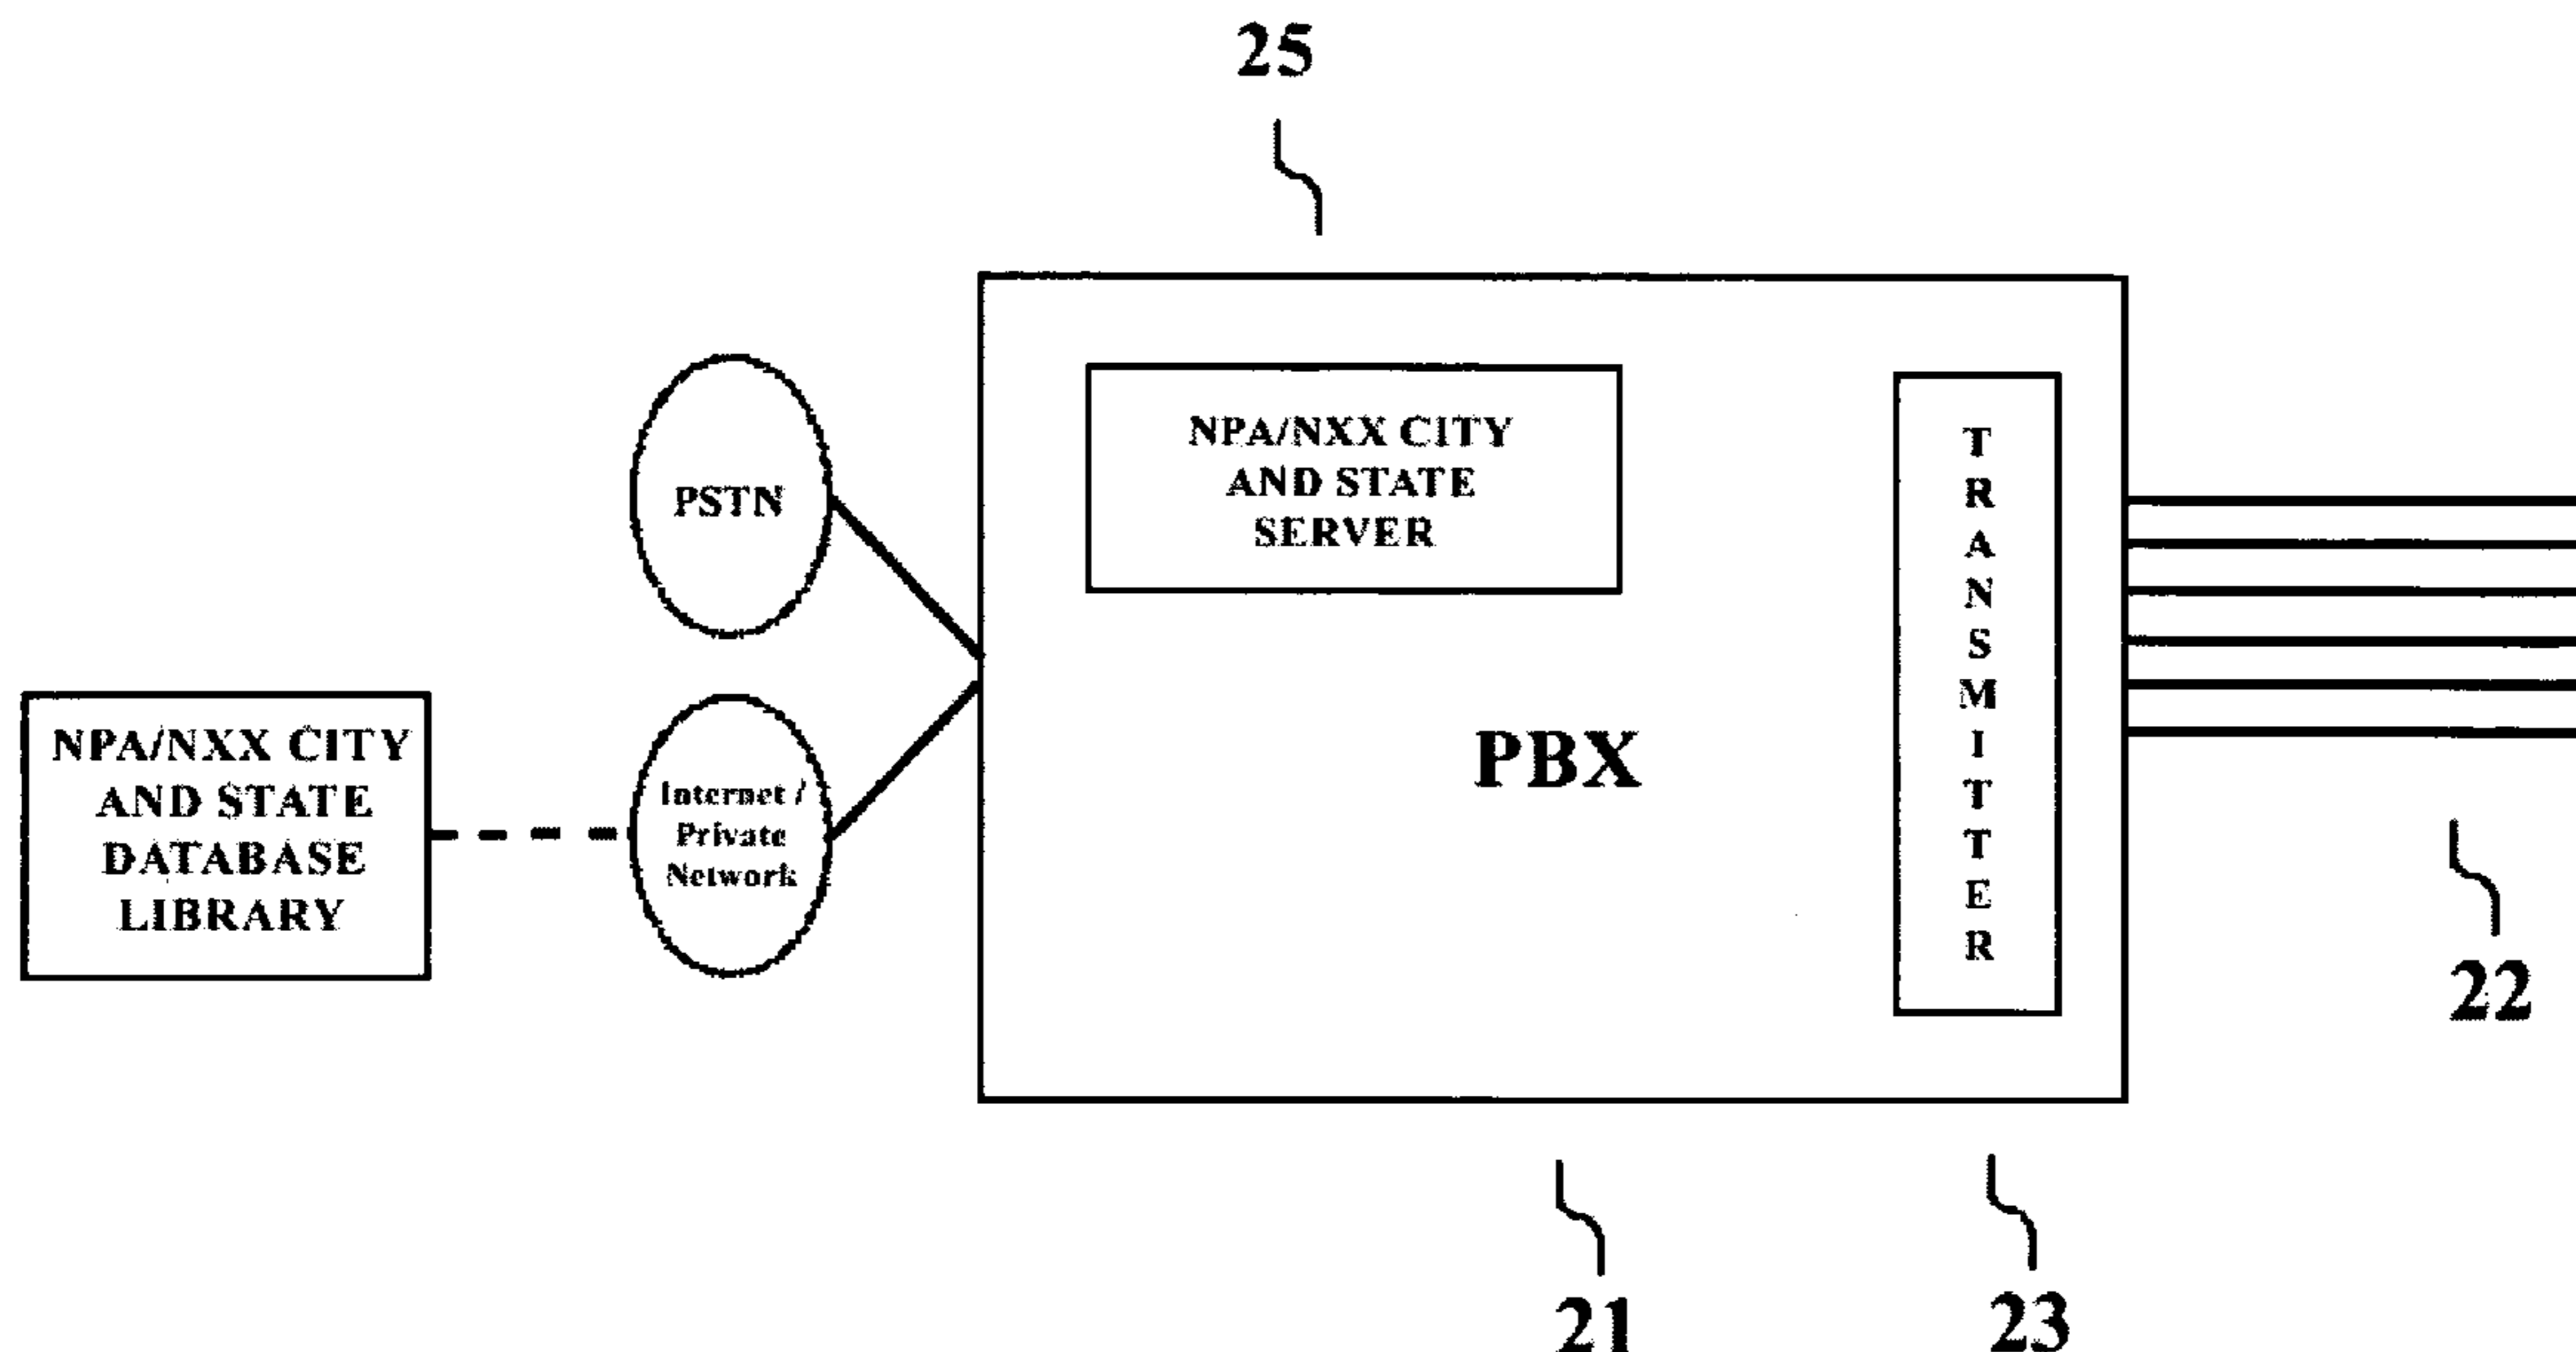 25
NPA/NXX CITY
AND STATE
SERVER
TRANSMITTER
PSTN
PBX
NPA/NXX CITY
AND STATE
DATABASE
LIBRARY
Internet /
Private
Network
22
21
23